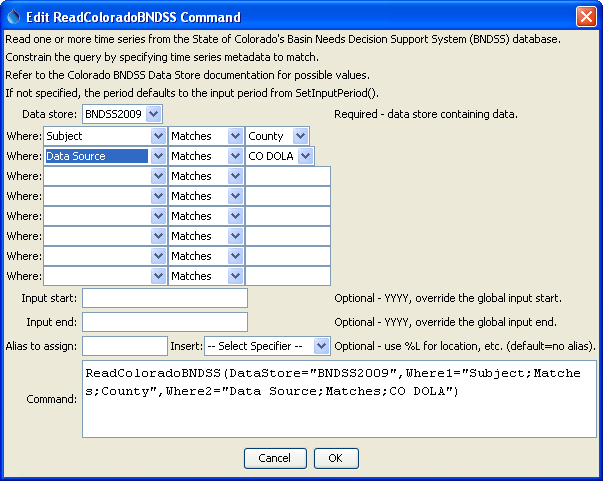 Edit ReadColoradoBNDSS Command
Read one or more time series from the State of Colorado's Basin Needs Decision Support System (BNDSS) database.
Constrain the query by specifying time series metadata to match.
Refer to the Colorado BNDSS Data Store documentation for possible values.
If not specified, the period defaults to the input period from SetInputPeriod().
Data store: BNDSS2009 Required - data store containing data.
Where: Subject Matches County
Where: Data Source Matches CO DOLA
Where: Matches
Where: Matches
Where: Matches
Where: Matches
Where: Matches
Where: Matches
Input start: Optional - YYYY, override the global input start.
Input end: Optional - YYYY, override the global input end.
Alias to assign: Insert: -- Select Specifier -- Optional - use %L for location, etc. (default=no alias).
Command: ReadColoradoBNDSS(DataStore="BNDSS2009",Where1="Subject;Matche
s;County",Where2="Data Source;Matches;CO DOLA")
Cancel OK